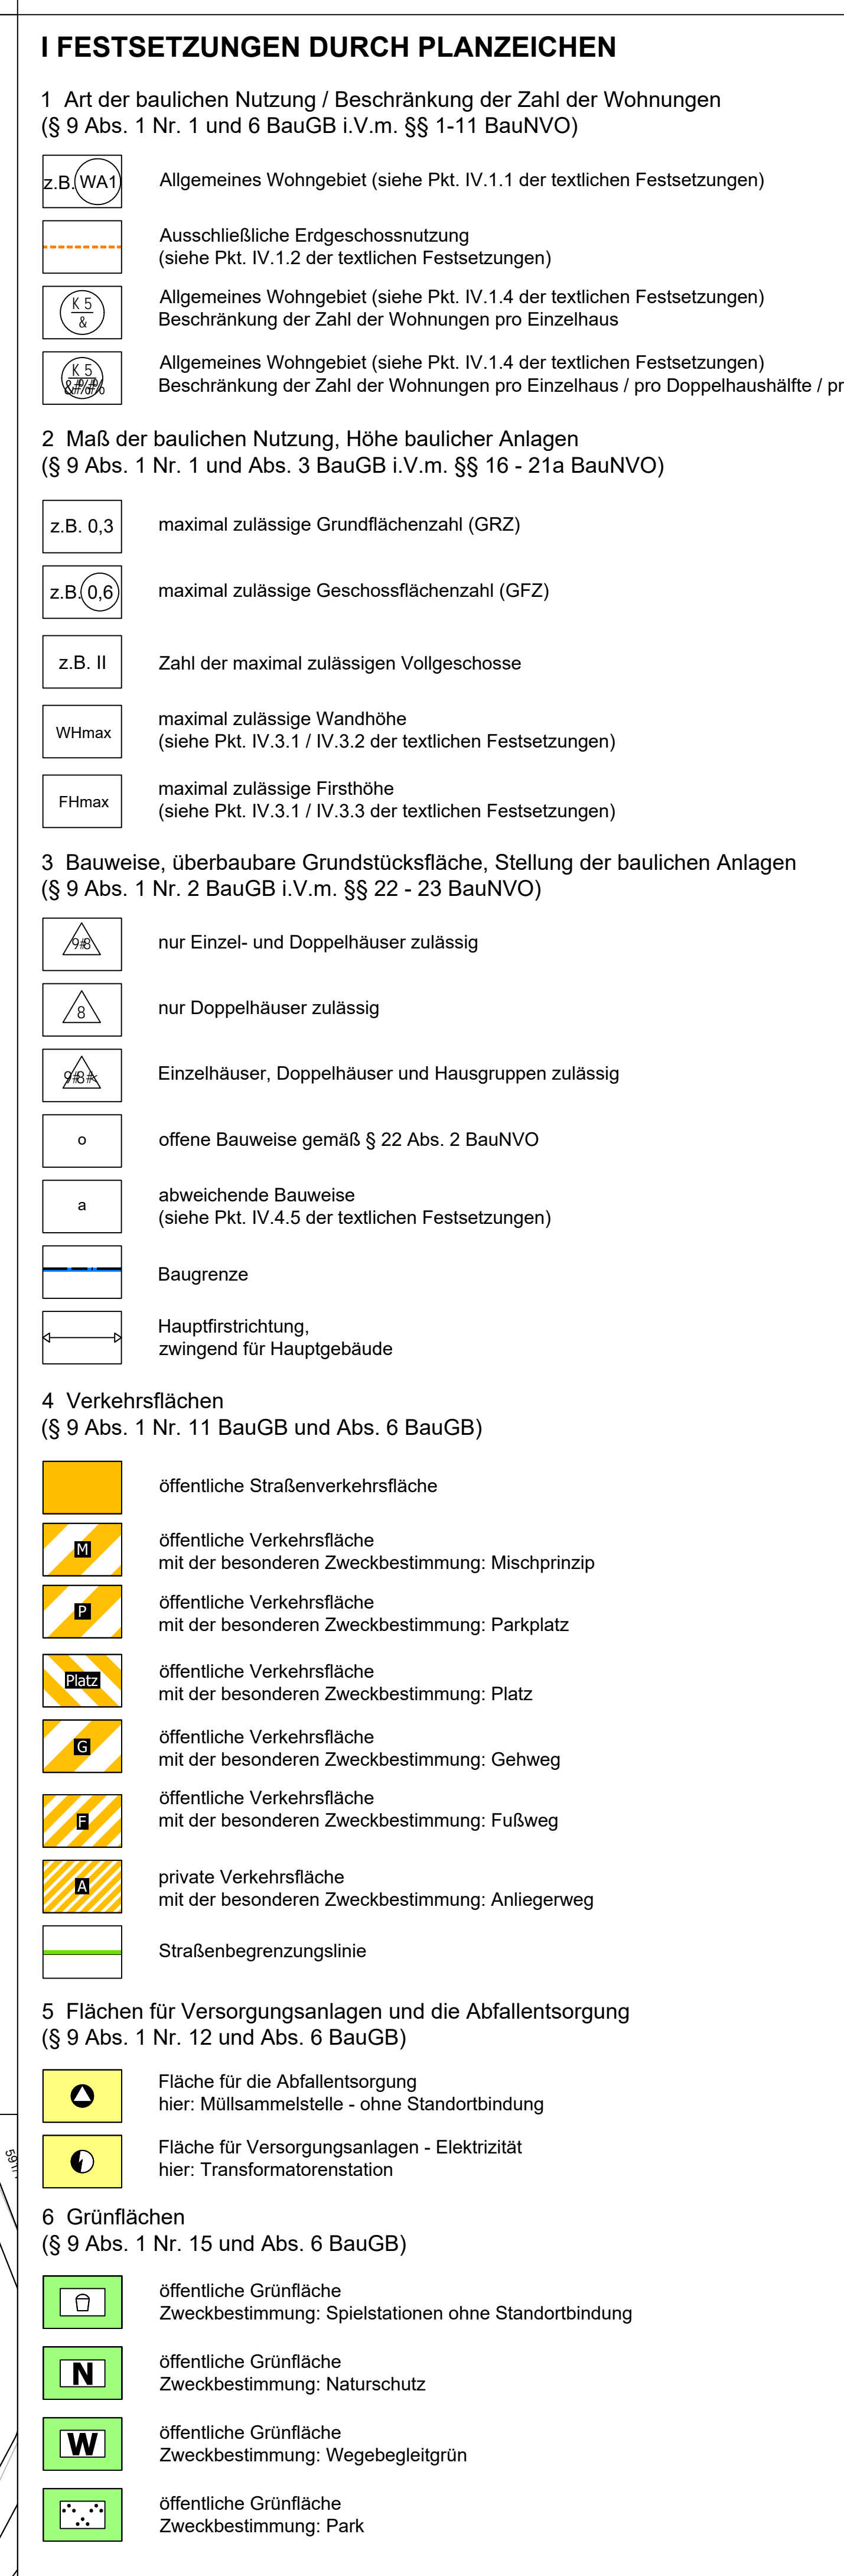 I FESTSETZUNGEN DURCH PLANZEICHEN
1 Art der baulichen Nutzung / Beschränkung der Zahl der Wohnungen
(§ 9 Abs. 1 Nr. 1 und 6 BauGB i.V.m. §§ 1-11 BauNVO)
z.B. WA1 Allgemeines Wohngebiet (siehe Pkt. IV.1.1 der textlichen Festsetzungen)
Ausschließliche Erdgeschossnutzung
(siehe Pkt. IV.1.2 der textlichen Festsetzungen)
K 5
&
Allgemeines Wohngebiet (siehe Pkt. IV.1.4 der textlichen Festsetzungen)
Beschränkung der Zahl der Wohnungen pro Einzelhaus
K 5
&#%#%
Allgemeines Wohngebiet (siehe Pkt. IV.1.4 der textlichen Festsetzungen)
Beschränkung der Zahl der Wohnungen pro Einzelhaus / pro Doppelhaushälfte / pr
2 Maß der baulichen Nutzung, Höhe baulicher Anlagen
(§ 9 Abs. 1 Nr. 1 und Abs. 3 BauGB i.V.m. §§ 16 - 21a BauNVO)
z.B. 0,3 maximal zulässige Grundflächenzahl (GRZ)
z.B. 0,6 maximal zulässige Geschossflächenzahl (GFZ)
z.B. II Zahl der maximal zulässigen Vollgeschosse
WHmax
maximal zulässige Wandhöhe
(siehe Pkt. IV.3.1 / IV.3.2 der textlichen Festsetzungen)
FHmax
maximal zulässige Firsthöhe
(siehe Pkt. IV.3.1 / IV.3.3 der textlichen Festsetzungen)
3 Bauweise, überbaubare Grundstücksfläche, Stellung der baulichen Anlagen
(§ 9 Abs. 1 Nr. 2 BauGB i.V.m. §§ 22 - 23 BauNVO)
9#8 nur Einzel- und Doppelhäuser zulässig
8 nur Doppelhäuser zulässig
9#8#< Einzelhäuser, Doppelhäuser und Hausgruppen zulässig
o offene Bauweise gemäß § 22 Abs. 2 BauNVO
a
abweichende Bauweise
(siehe Pkt. IV.4.5 der textlichen Festsetzungen)
Baugrenze
Hauptfirstrichtung,
zwingend für Hauptgebäude
4 Verkehrsflächen
(§ 9 Abs. 1 Nr. 11 BauGB und Abs. 6 BauGB)
öffentliche Straßenverkehrsfläche
M
öffentliche Verkehrsfläche
mit der besonderen Zweckbestimmung: Mischprinzip
P
öffentliche Verkehrsfläche
mit der besonderen Zweckbestimmung: Parkplatz
Platz
öffentliche Verkehrsfläche
mit der besonderen Zweckbestimmung: Platz
G
öffentliche Verkehrsfläche
mit der besonderen Zweckbestimmung: Gehweg
F
öffentliche Verkehrsfläche
mit der besonderen Zweckbestimmung: Fußweg
A
private Verkehrsfläche
mit der besonderen Zweckbestimmung: Anliegerweg
Straßenbegrenzungslinie
5 Flächen für Versorgungsanlagen und die Abfallentsorgung
(§ 9 Abs. 1 Nr. 12 und Abs. 6 BauGB)
Fläche für die Abfallentsorgung
hier: Müllsammelstelle - ohne Standortbindung
Fläche für Versorgungsanlagen - Elektrizität
hier: Transformatorenstation
6 Grünflächen
(§ 9 Abs. 1 Nr. 15 und Abs. 6 BauGB)
öffentliche Grünfläche
Zweckbestimmung: Spielstationen ohne Standortbindung
N
öffentliche Grünfläche
Zweckbestimmung: Naturschutz
W
öffentliche Grünfläche
Zweckbestimmung: Wegebegleitgrün
öffentliche Grünfläche
Zweckbestimmung: Park